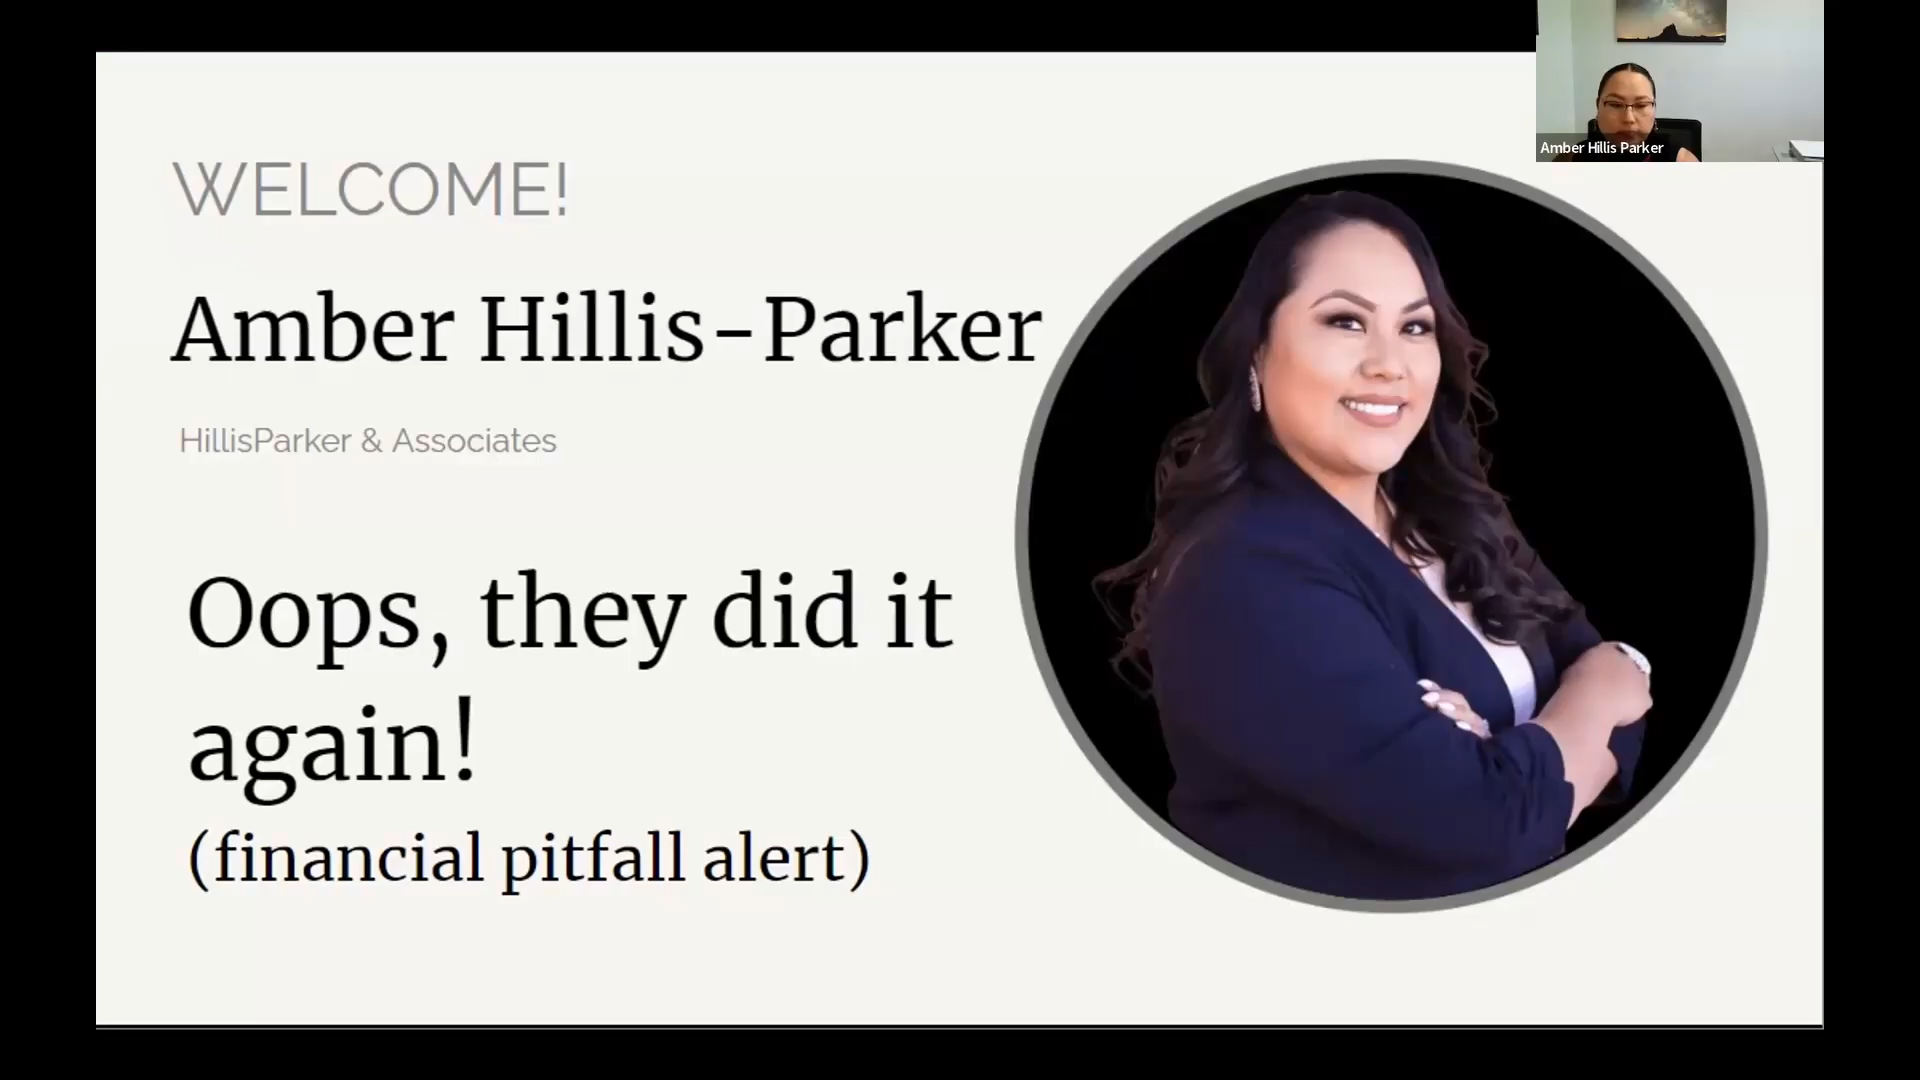 WELCOME!
Amber Hillis-Parker
HillisParker & Associates
Oops, they did it
again!
(financial pitfall alert)
Amber Hillis Parker